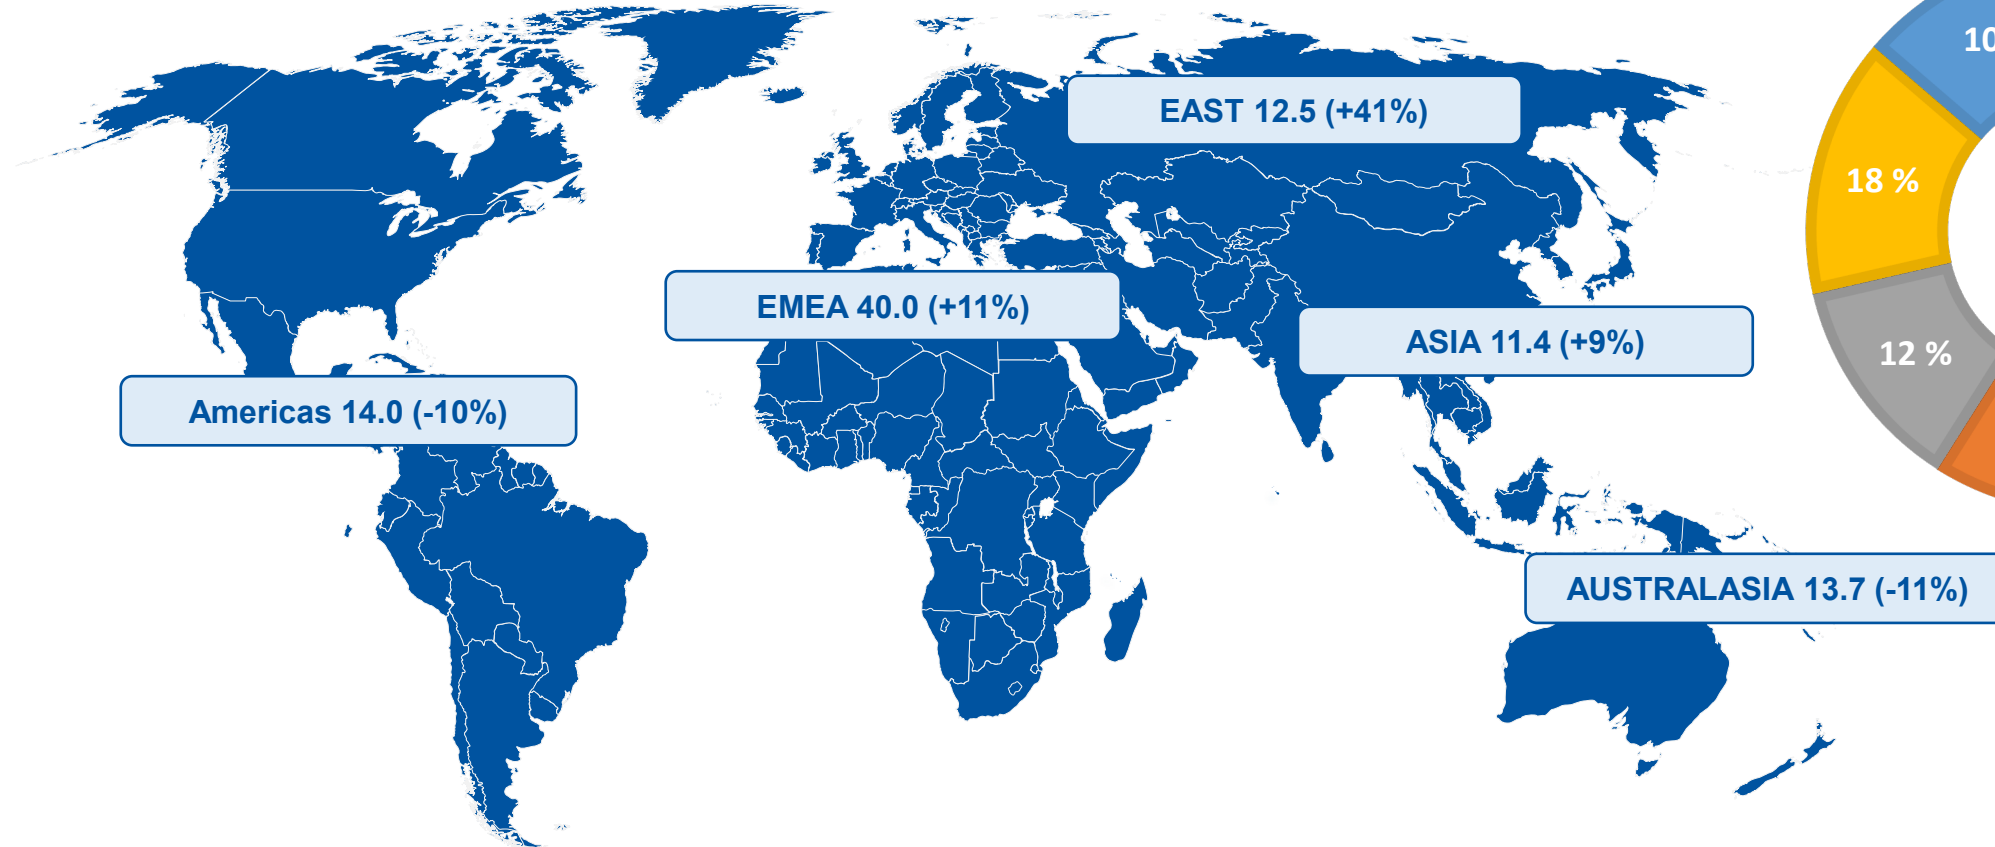 EAST 12.5 (+41%)
18 %
EMEA 40.0 (+11%)
ASIA 11.4 (+9%)
12 %
Americas 14.0 (-10%)
AUSTRALASIA 13.7 (-11%)